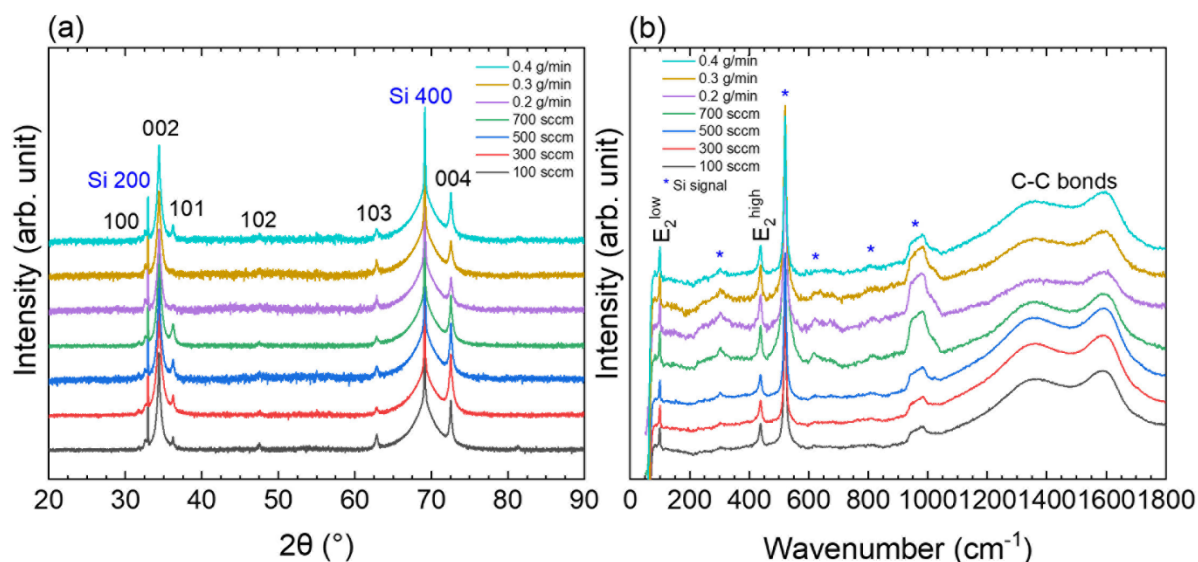 (a)
Intensity (arb. unit)
Si 400
002
Si 200
004
100
101
102
103
0.4 g/min
0.3 g/min
0.2 g/min
700 sccm
500 sccm
300 sccm
100 sccm
20 30 40 50 60 70 80 90
2θ (°)
(b)
Intensity (arb. unit)
0.4 g/min
0.3 g/min
0.2 g/min
700 sccm
500 sccm
300 sccm
100 sccm
* Si signal
E₂ˡᵒʷ
E₂ʰⁱᵍʰ
*
*
*
*
*
C-C bonds
0 200 400 600 800 1000 1200 1400 1600 1800
Wavenumber (cm⁻¹)